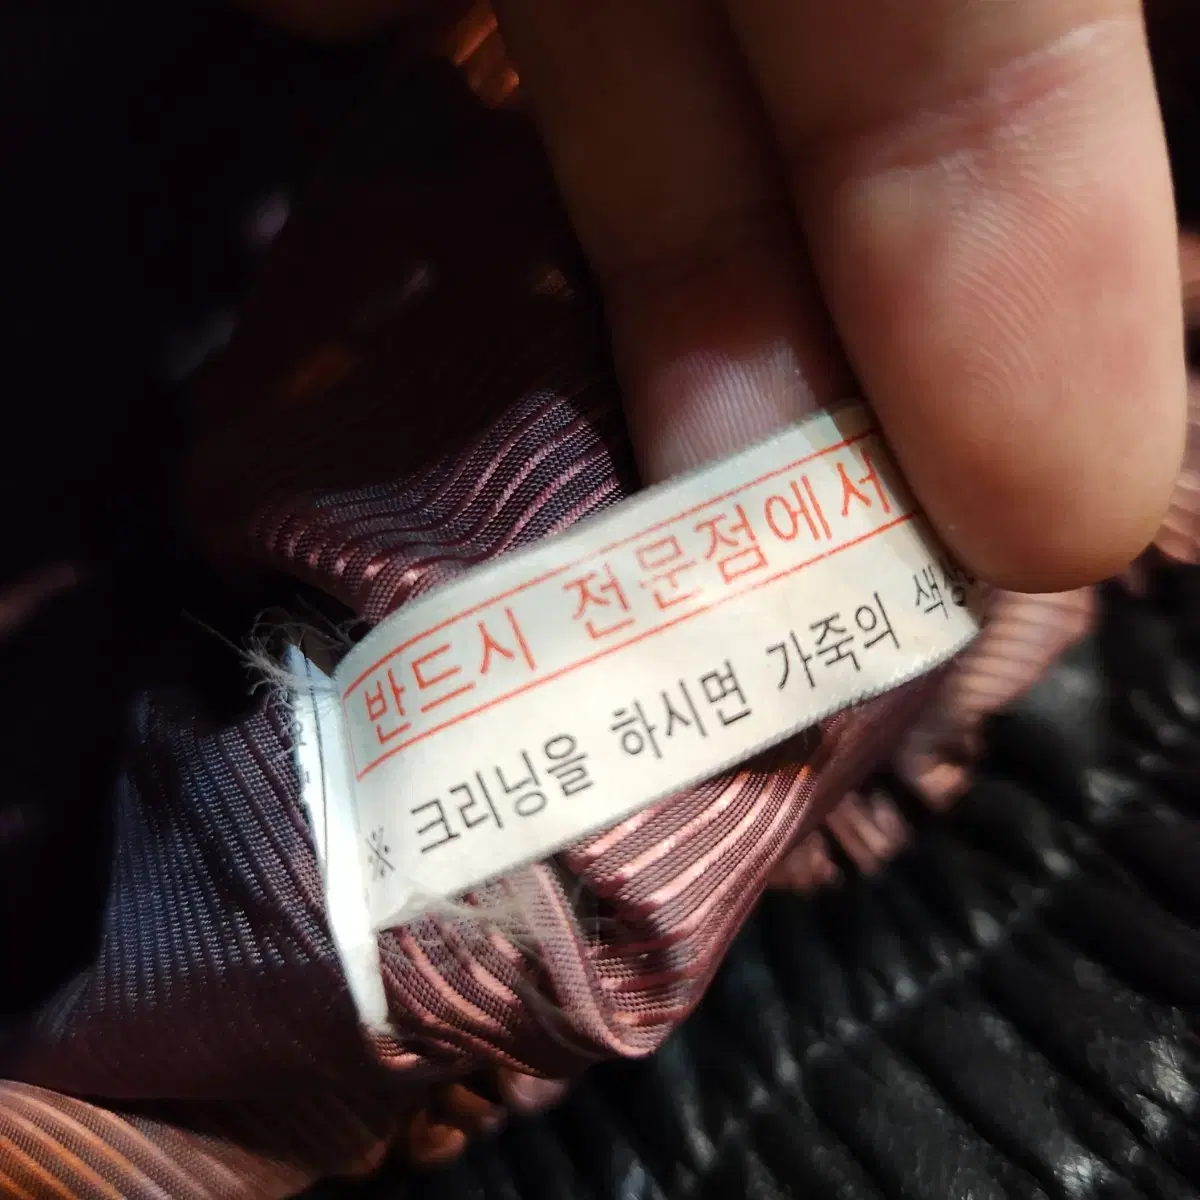 반드시 전문점에서
※ 크리닝을 하시면 가죽의